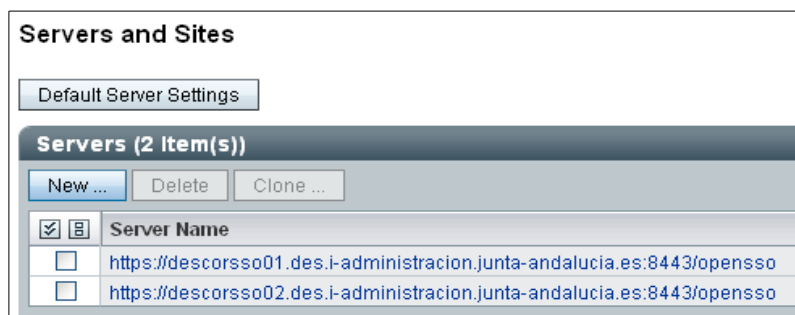 Servers and Sites
Default Server Settings
Servers (2 Item(s))
New ... Delete Clone ...
Server Name
https://descorsso01.des.i-administracion.junta-andalucia.es:8443/opensso
https://descorsso02.des.i-administracion.junta-andalucia.es:8443/opensso